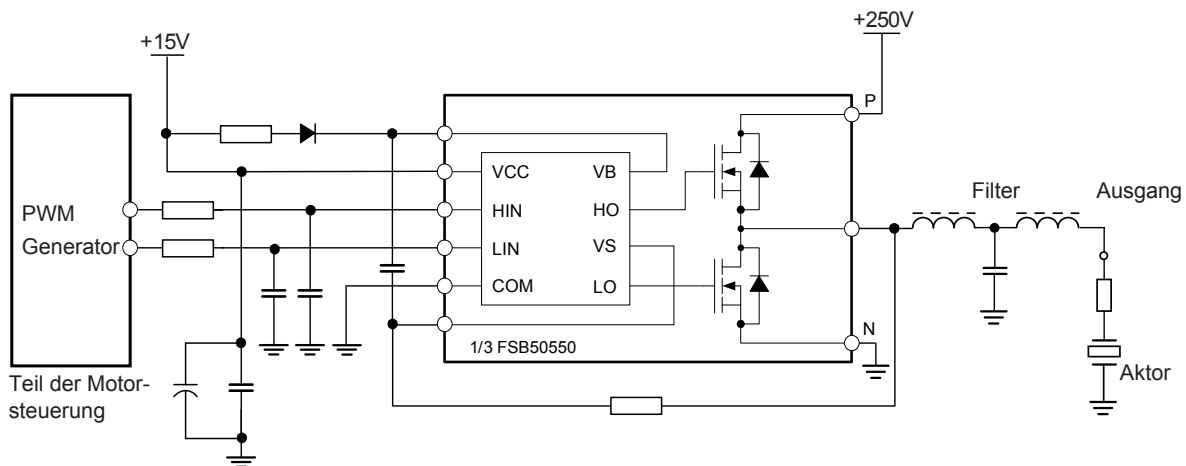 +250V
+15V
P
PWM
Generator
VCC
VB
HIN
HO
LIN
VS
COM
LO
Filter
Ausgang
N
1/3 FSB50550
Teil der Motor-
steuerung
Aktor